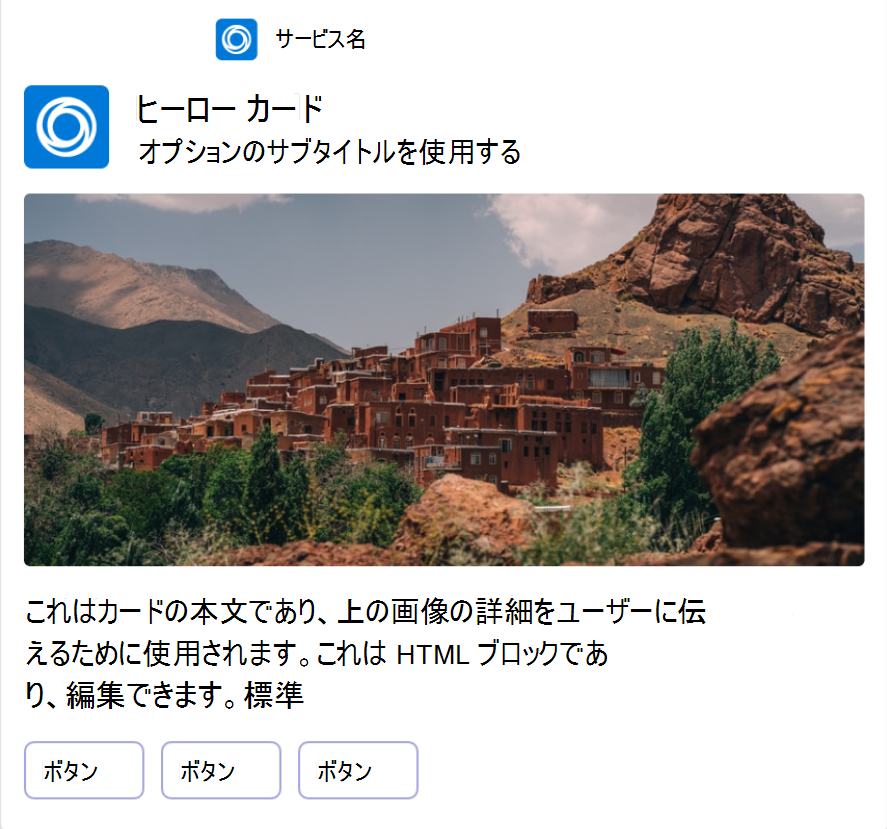 サービス名
ヒーロー カード
オプションのサブタイトルを使用する
これはカードの本文であり、上の画像の詳細をユーザーに伝
えるために使用されます。これは HTML ブロックであ
り、編集できます。標準
ボタン
ボタン
ボタン